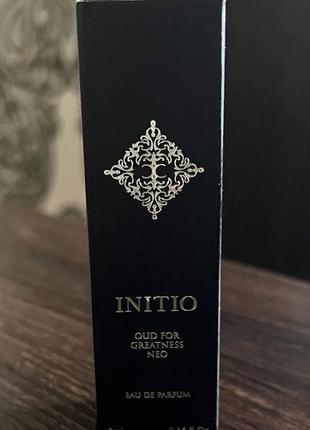 INITIO
OUD FOR
GREATNESS
NEO
EAU DE PARFUM